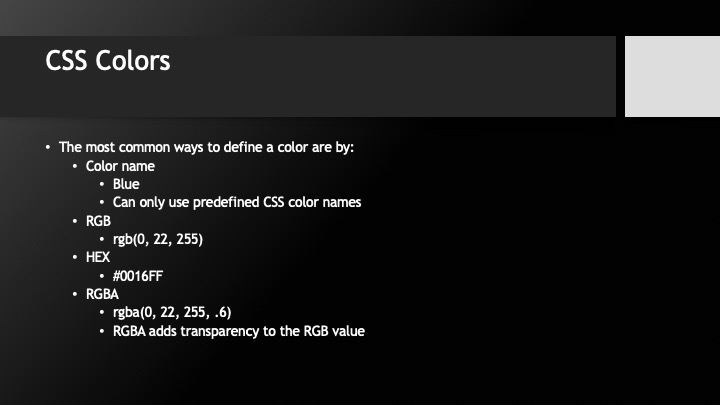 CSS Colors
• The most common ways to define a color are by:
• Color name
• Blue
• Can only use predefined CSS color names
• RGB
• rgb(0, 22, 255)
• HEX
• #0016FF
• RGBA
• rgba(0, 22, 255, .6)
• RGBA adds transparency to the RGB value